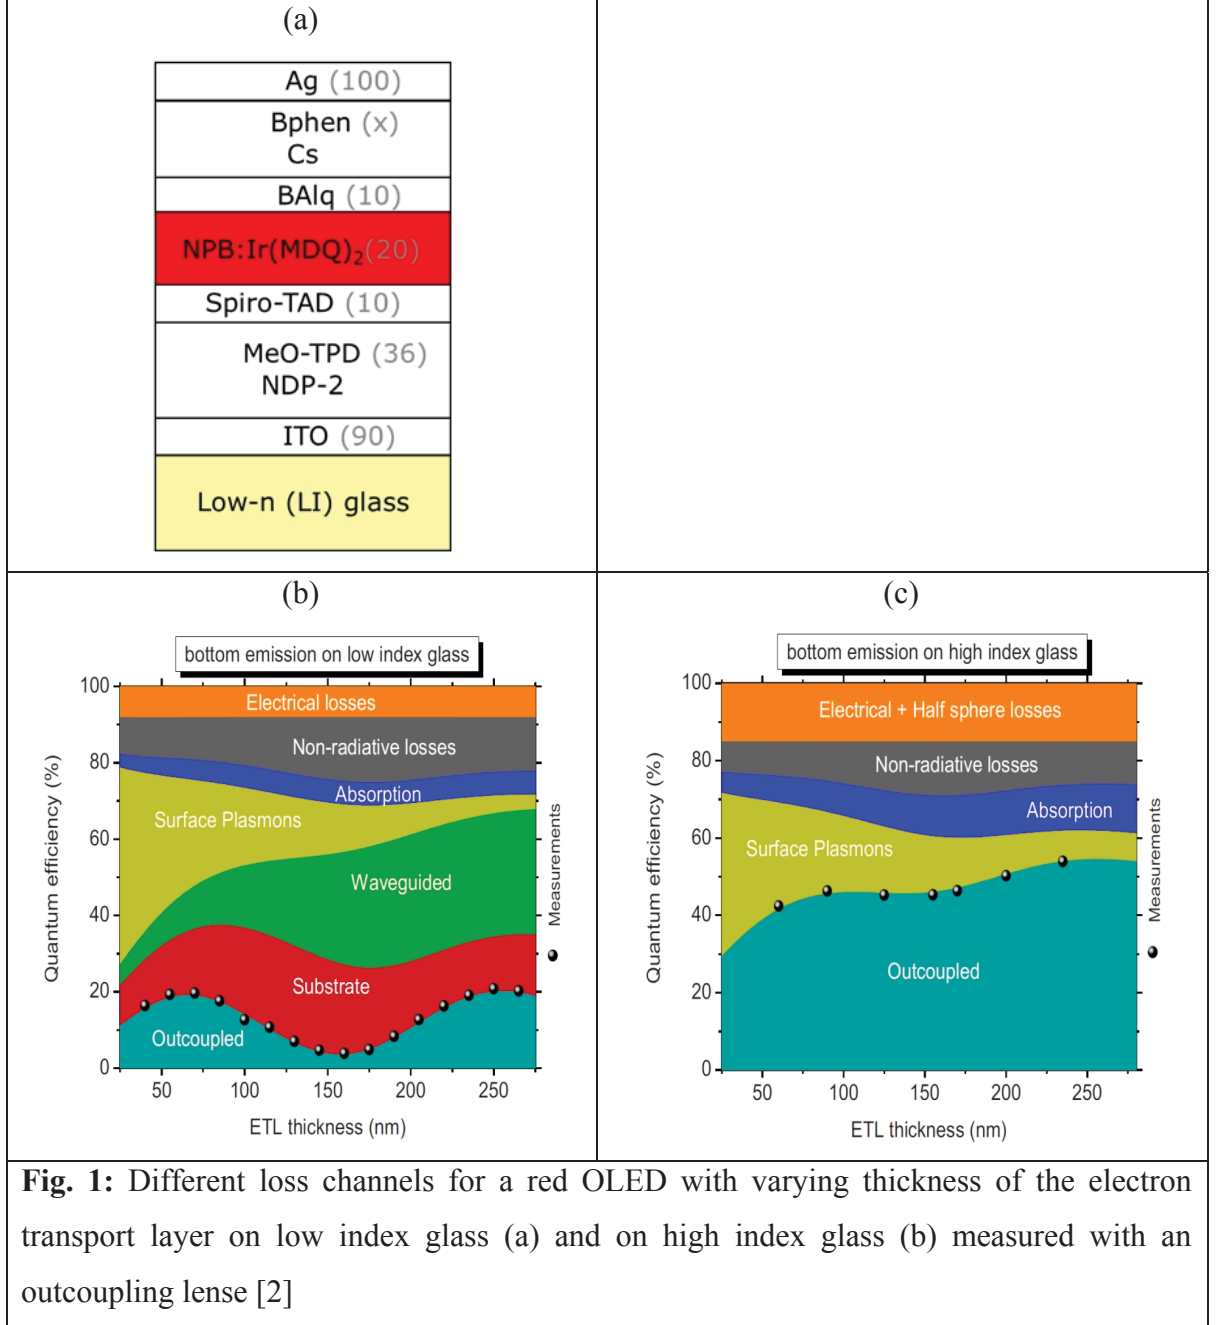 (a)
Ag (100)
Bphen (x)
Cs
BAlq (10)
NPB:Ir(MDQ)₂(20)
Spiro-TAD (10)
MeO-TPD (36)
NDP-2
ITO (90)
Low-n (LI) glass
(b)
bottom emission on low index glass
100
80
60
40
20
0
Quantum efficiency (%)
Electrical losses
Non-radiative losses
Absorption
Surface Plasmons
Waveguided
Substrate
Outcoupled
Measurements
50 100 150 200 250
ETL thickness (nm)
(c)
bottom emission on high index glass
100
80
60
40
20
0
Quantum efficiency (%)
Electrical + Half sphere losses
Non-radiative losses
Absorption
Surface Plasmons
Outcoupled
Measurements
50 100 150 200 250
ETL thickness (nm)
Fig. 1: Different loss channels for a red OLED with varying thickness of the electron
transport layer on low index glass (a) and on high index glass (b) measured with an
outcoupling lense [2]